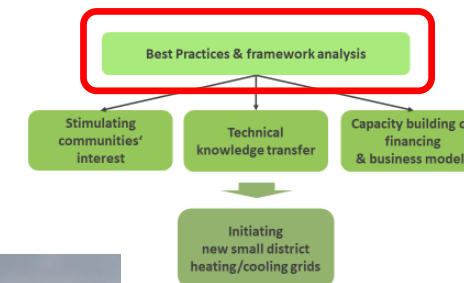 Best Practices & framework analysis
Stimulating
communities'
interest
Technical
knowledge transfer
Capacity building
financing
& business model
Initiating
new small district
heating/cooling grids